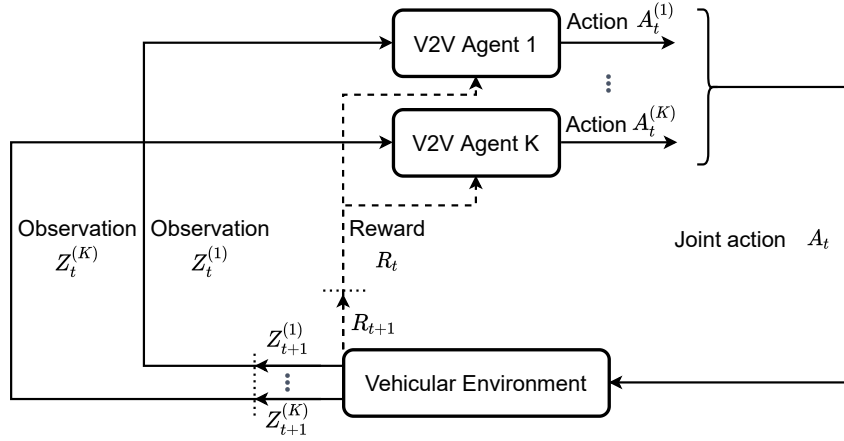 V2V Agent 1
Action $A_t^{(1)}$
V2V Agent K
Action $A_t^{(K)}$
Observation
$Z_t^{(K)}$
Observation
$Z_t^{(1)}$
Reward
$R_t$
Joint action $A_t$
$R_{t+1}$
$Z_{t+1}^{(1)}$
Vehicular Environment
$Z_{t+1}^{(K)}$